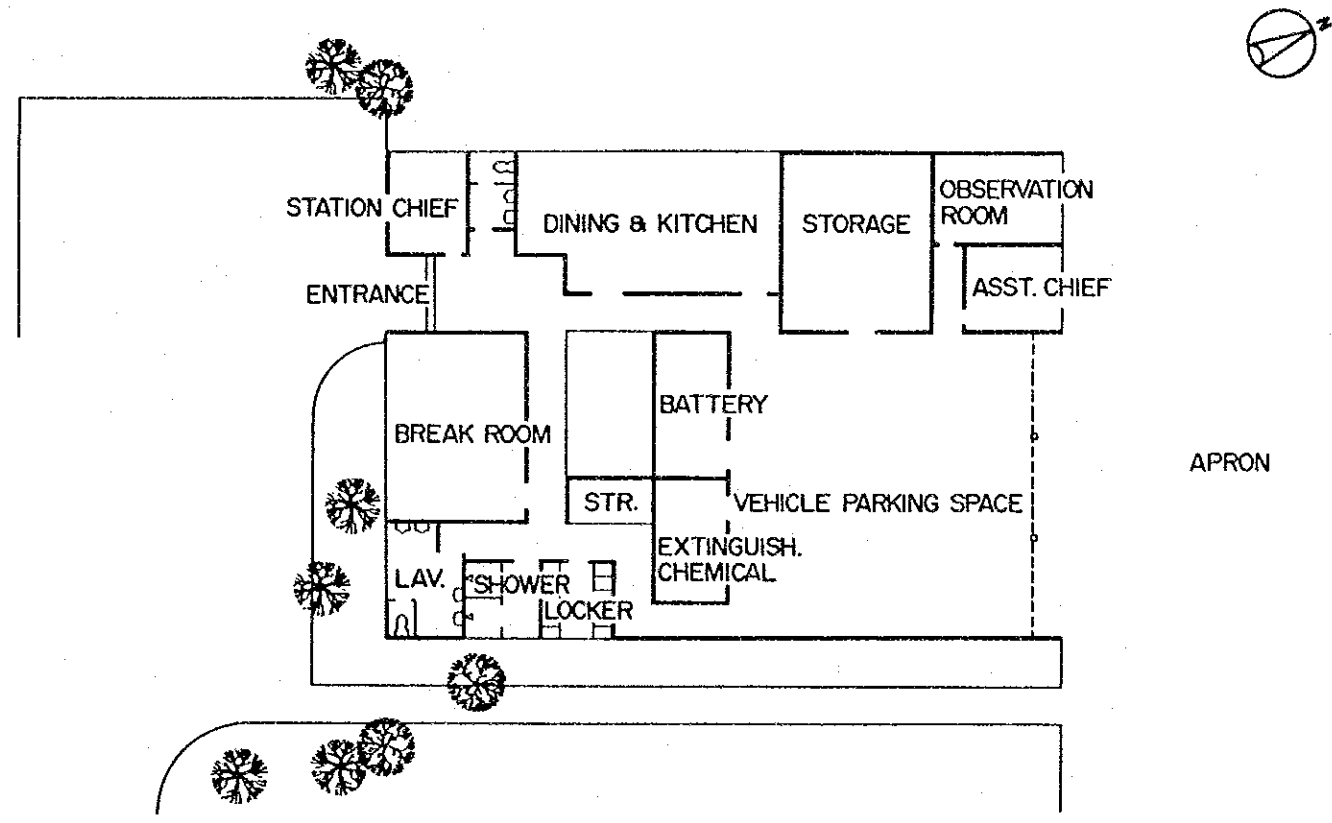 N
STATION CHIEF
DINING & KITCHEN
STORAGE
OBSERVATION
ROOM
ENTRANCE
ASST. CHIEF
BATTERY
BREAK ROOM
APRON
STR.
VEHICLE PARKING SPACE
EXTINGUISH.
CHEMICAL
LAV.
SHOWER
LOCKER